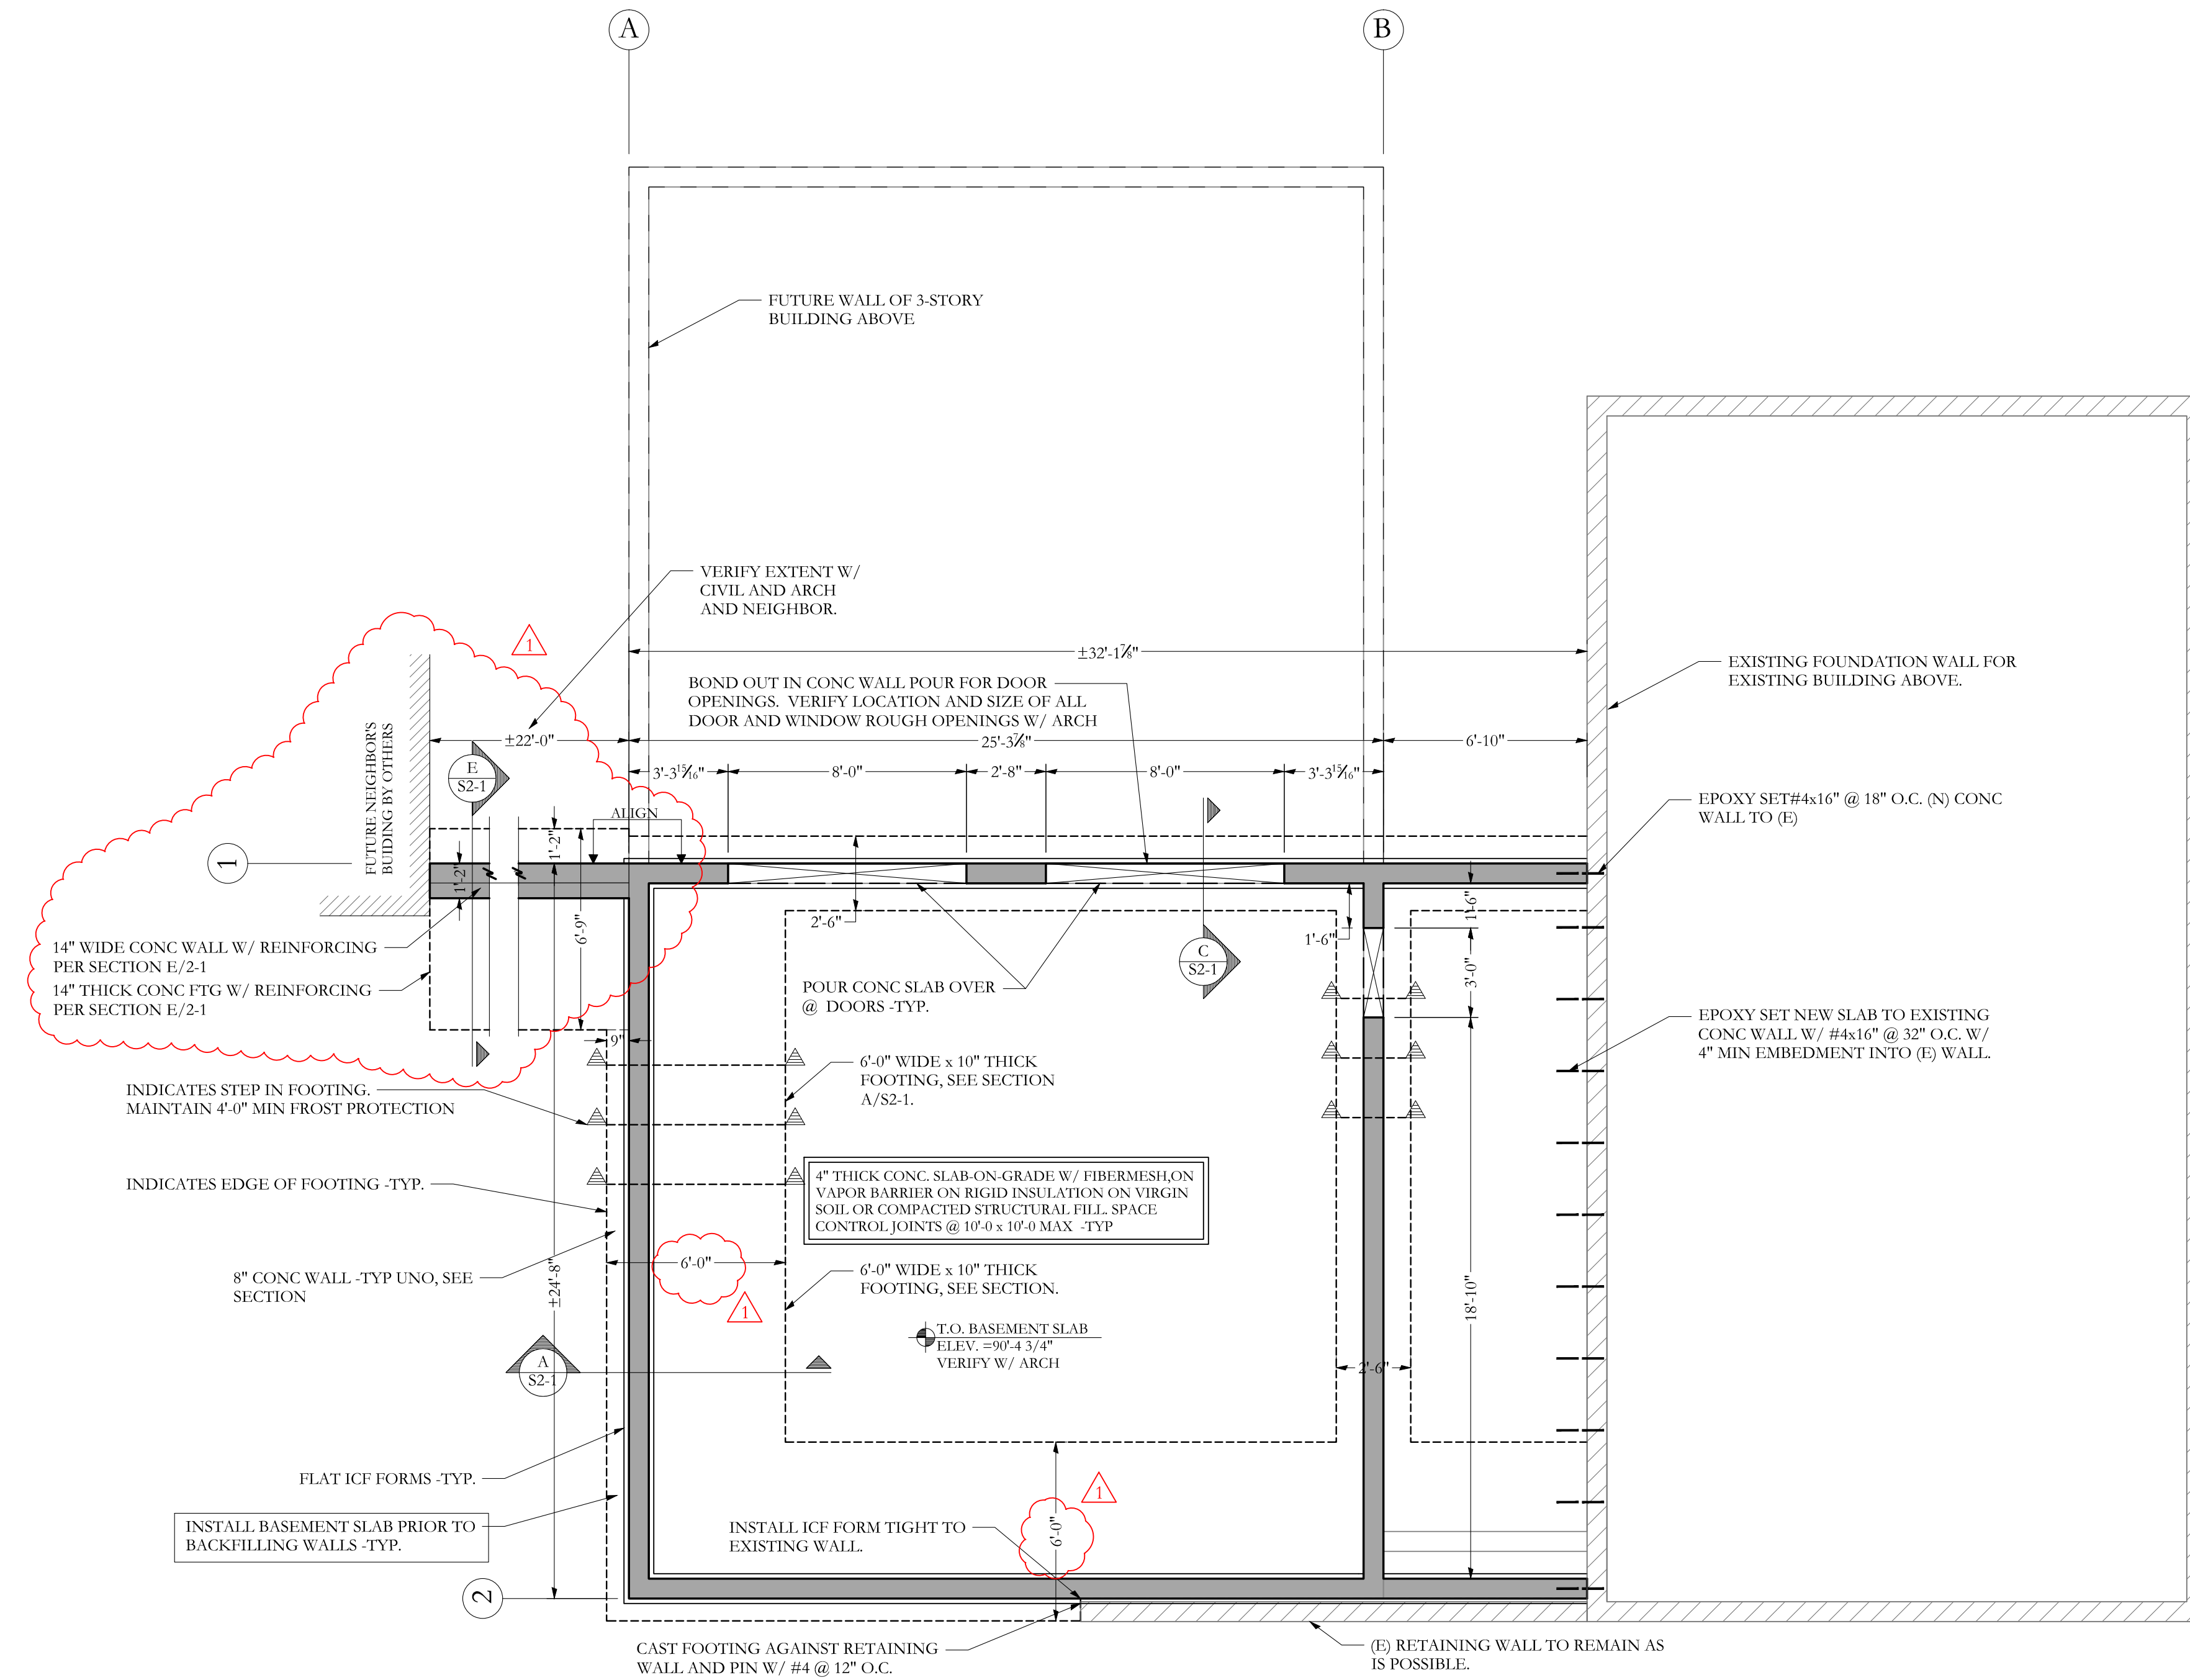 A
B
FUTURE WALL OF 3-STORY
BUILDING ABOVE
VERIFY EXTENT W/
CIVIL AND ARCH
AND NEIGHBOR.
1
±32'-1⅞"
BOND OUT IN CONC WALL POUR FOR DOOR
OPENINGS. VERIFY LOCATION AND SIZE OF ALL
DOOR AND WINDOW ROUGH OPENINGS W/ ARCH
EXISTING FOUNDATION WALL FOR
EXISTING BUILDING ABOVE.
FUTURE NEIGHBOR'S
BUIDING BY OTHERS
±22'-0"
25'-3⅞"
6'-10"
E
S2-1
3'-3 15/16"
8'-0"
2'-8"
8'-0"
3'-3 15/16"
EPOXY SET#4x16" @ 18" O.C. (N) CONC
WALL TO (E)
ALIGN
1'-2"
1
1'-2"
6'-9"
2'-6"
1'-6"
1'-6"
C
S2-1
3'-0"
14" WIDE CONC WALL W/ REINFORCING
PER SECTION E/2-1
14" THICK CONC FTG W/ REINFORCING
PER SECTION E/2-1
POUR CONC SLAB OVER
@ DOORS -TYP.
EPOXY SET NEW SLAB TO EXISTING
CONC WALL W/ #4x16" @ 32" O.C. W/
4" MIN EMBEDMENT INTO (E) WALL.
9"
6'-0" WIDE x 10" THICK
FOOTING, SEE SECTION
A/S2-1.
INDICATES STEP IN FOOTING.
MAINTAIN 4'-0" MIN FROST PROTECTION
INDICATES EDGE OF FOOTING -TYP.
4" THICK CONC. SLAB-ON-GRADE W/ FIBERMESH,ON
VAPOR BARRIER ON RIGID INSULATION ON VIRGIN
SOIL OR COMPACTED STRUCTURAL FILL. SPACE
CONTROL JOINTS @ 10'-0 x 10'-0 MAX -TYP
8" CONC WALL -TYP UNO, SEE
SECTION
±24'-8"
6'-0"
1
6'-0" WIDE x 10" THICK
FOOTING, SEE SECTION.
18'-10"
T.O. BASEMENT SLAB
ELEV. =90'-4 3/4"
VERIFY W/ ARCH
A
S2-1
2'-6"
FLAT ICF FORMS -TYP.
1
INSTALL BASEMENT SLAB PRIOR TO
BACKFILLING WALLS -TYP.
INSTALL ICF FORM TIGHT TO
EXISTING WALL.
6'-0"
2
CAST FOOTING AGAINST RETAINING
WALL AND PIN W/ #4 @ 12" O.C.
(E) RETAINING WALL TO REMAIN AS
IS POSSIBLE.